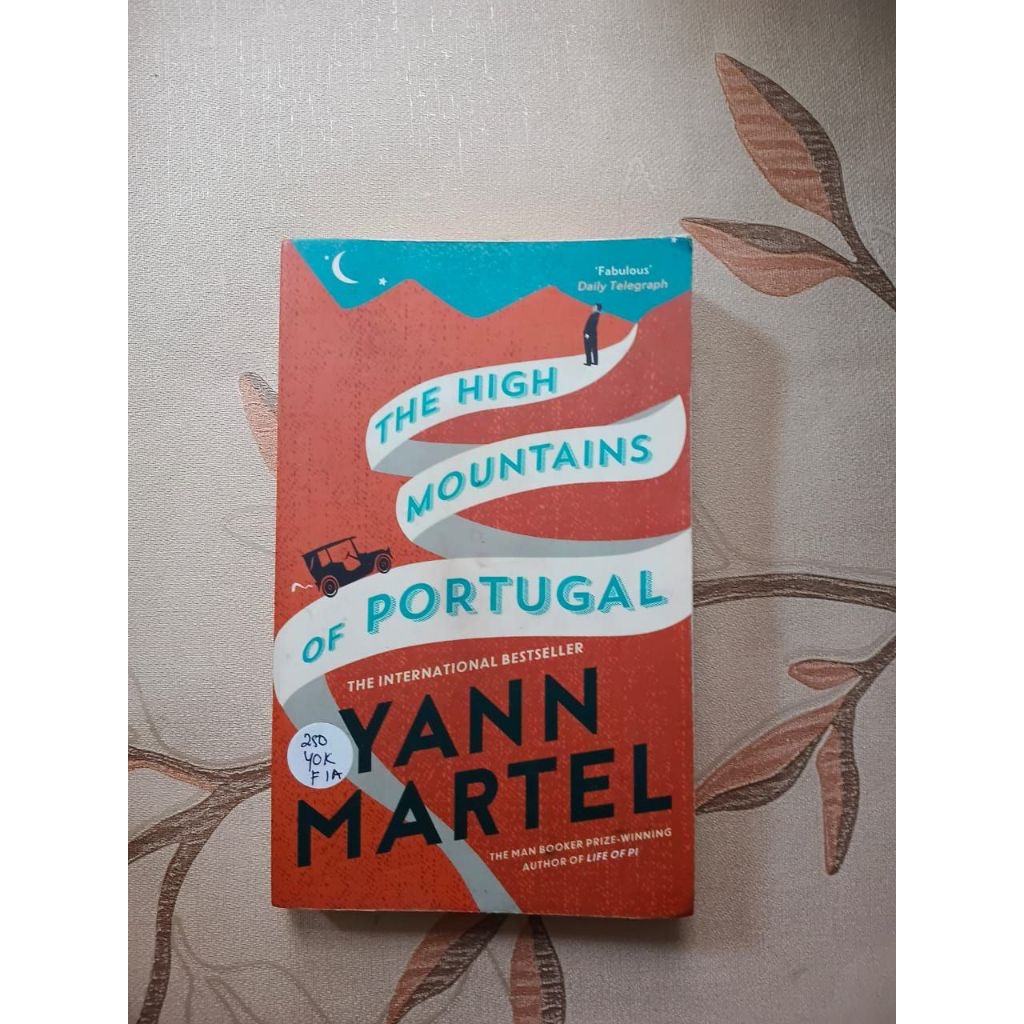 'Fabulous'
Daily Telegraph
THE HIGH
MOUNTAINS
OF PORTUGAL
THE INTERNATIONAL BESTSELLER
YANN
MARTEL
250
YOK
F 1A
THE MAN BOOKER PRIZE-WINNING
AUTHOR OF LIFE OF PI